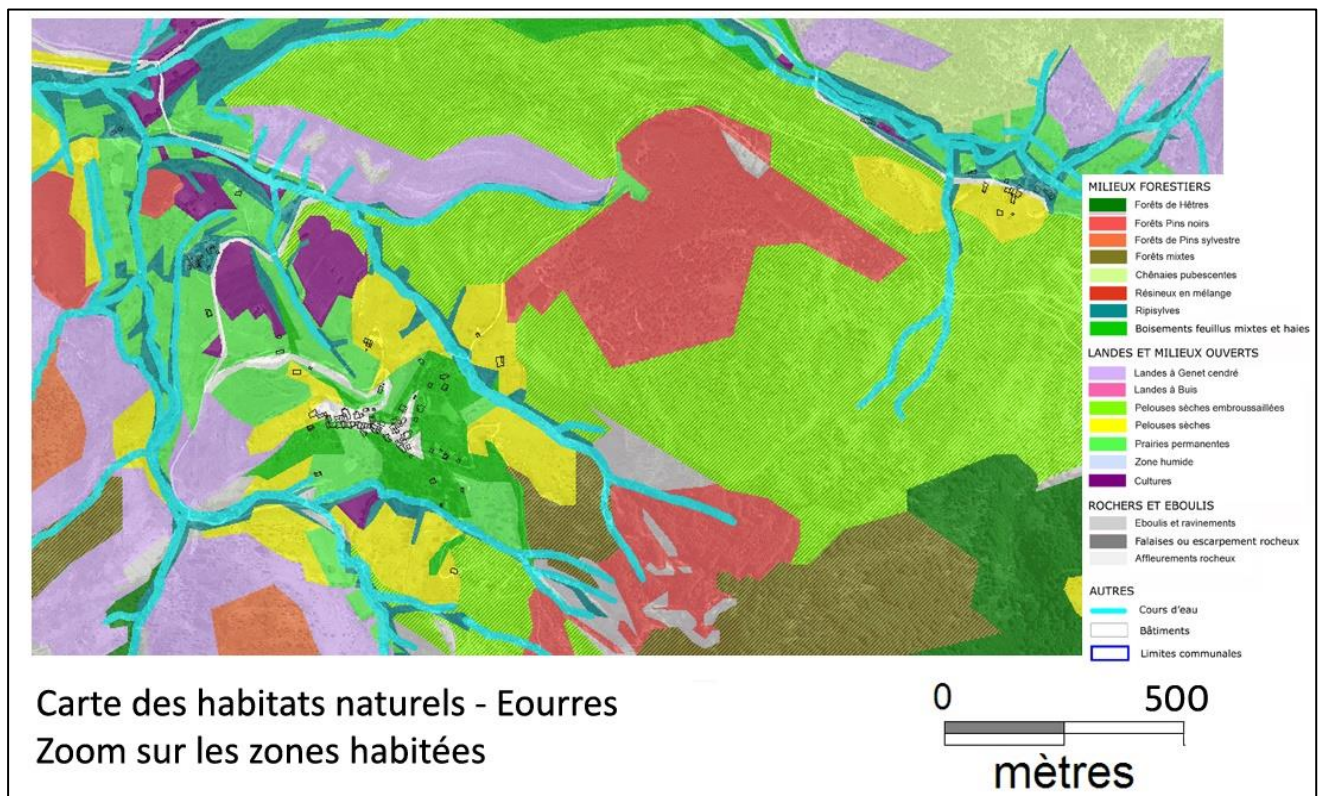 MILIEUX FORESTIERS
Forêts de Hêtres
Forêts Pins noirs
Forêts de Pins sylvestre
Forêts mixtes
Chênaies pubescentes
Résineux en mélange
Ripisylves
Boisements feuillus mixtes et haies
LANDES ET MILIEUX OUVERTS
Landes à Genet cendré
Landes à Buis
Pelouses sèches embroussaillées
Pelouses sèches
Prairies permanentes
Zone humide
Cultures
ROCHERS ET EBOULIS
Eboulis et ravinements
Falaises ou escarpement rocheux
Affleurements rocheux
AUTRES
Cours d'eau
Bâtiments
Limites communales
Carte des habitats naturels - Eourres
Zoom sur les zones habitées
0 500
mètres